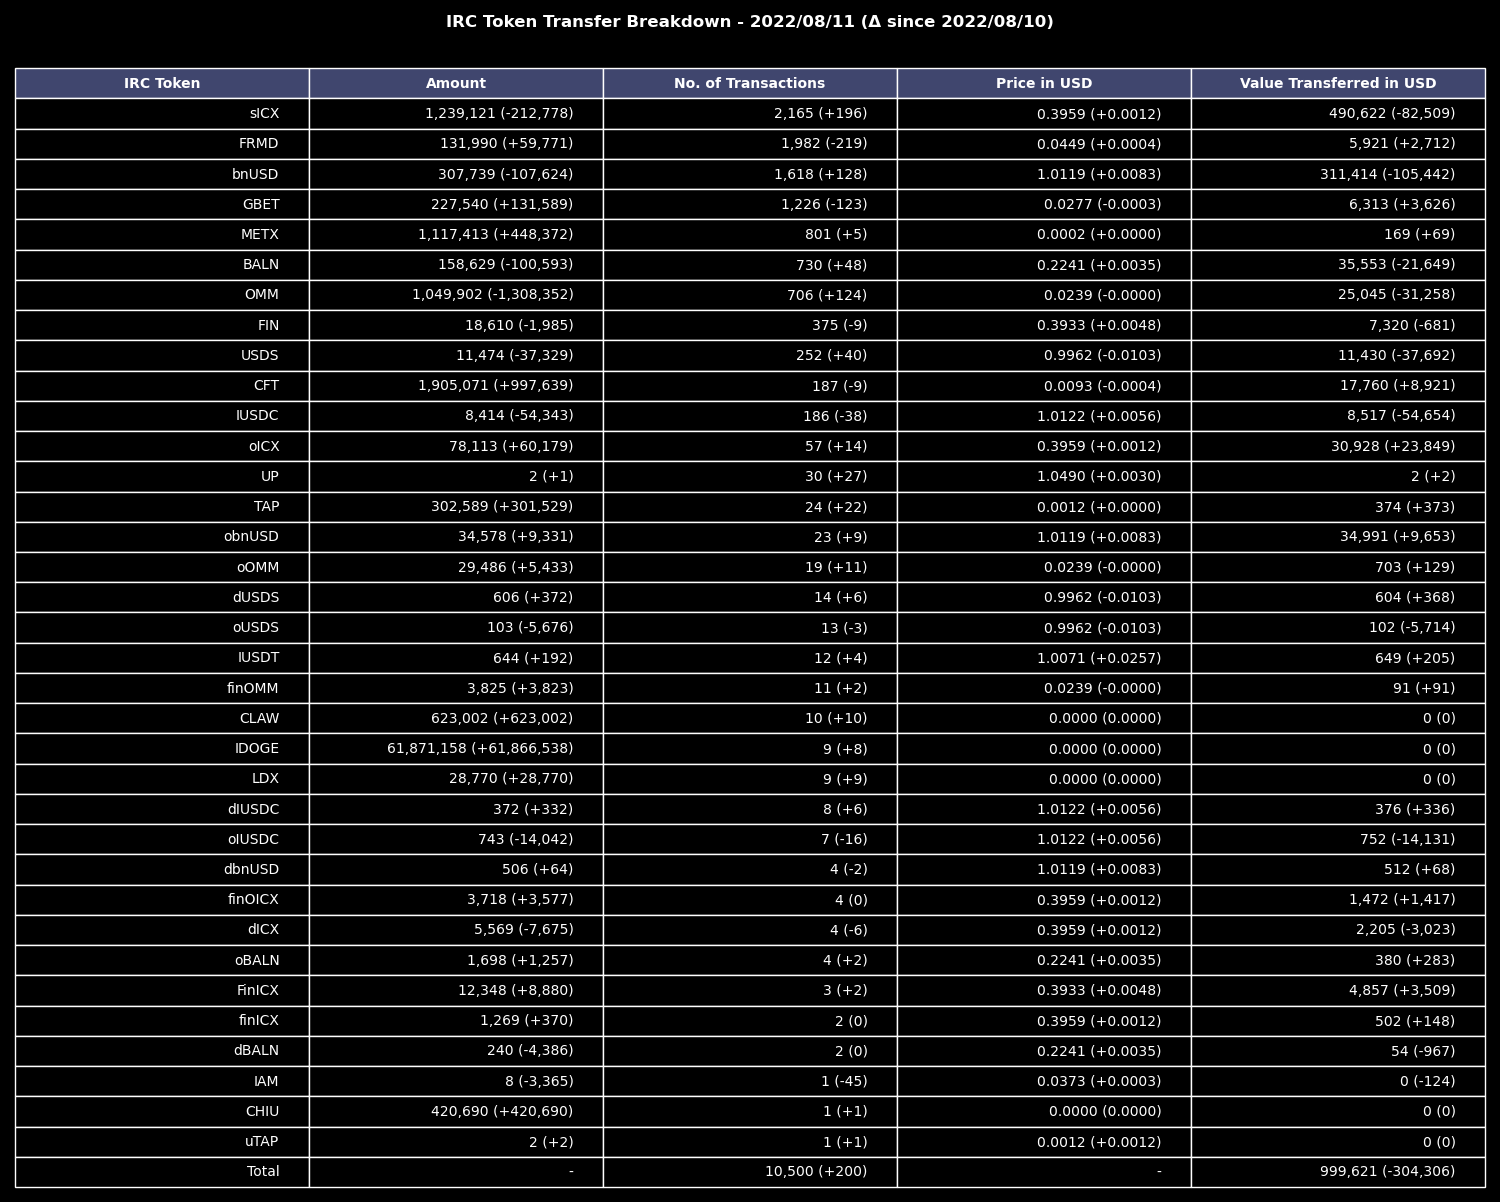 IRC Token Transfer Breakdown - 2022/08/11 (Δ since 2022/08/10)
IRC Token Amount No. of Transactions Price in USD Value Transferred in USD
sICX 1,239,121 (-212,778) 2,165 (+196) 0.3959 (+0.0012) 490,622 (-82,509)
FRMD 131,990 (+59,771) 1,982 (-219) 0.0449 (+0.0004) 5,921 (+2,712)
bnUSD 307,739 (-107,624) 1,618 (+128) 1.0119 (+0.0083) 311,414 (-105,442)
GBET 227,540 (+131,589) 1,226 (-123) 0.0277 (-0.0003) 6,313 (+3,626)
METX 1,117,413 (+448,372) 801 (+5) 0.0002 (+0.0000) 169 (+69)
BALN 158,629 (-100,593) 730 (+48) 0.2241 (+0.0035) 35,553 (-21,649)
OMM 1,049,902 (-1,308,352) 706 (+124) 0.0239 (-0.0000) 25,045 (-31,258)
FIN 18,610 (-1,985) 375 (-9) 0.3933 (+0.0048) 7,320 (-681)
USDS 11,474 (-37,329) 252 (+40) 0.9962 (-0.0103) 11,430 (-37,692)
CFT 1,905,071 (+997,639) 187 (-9) 0.0093 (-0.0004) 17,760 (+8,921)
IUSDC 8,414 (-54,343) 186 (-38) 1.0122 (+0.0056) 8,517 (-54,654)
oICX 78,113 (+60,179) 57 (+14) 0.3959 (+0.0012) 30,928 (+23,849)
UP 2 (+1) 30 (+27) 1.0490 (+0.0030) 2 (+2)
TAP 302,589 (+301,529) 24 (+22) 0.0012 (+0.0000) 374 (+373)
obnUSD 34,578 (+9,331) 23 (+9) 1.0119 (+0.0083) 34,991 (+9,653)
oOMM 29,486 (+5,433) 19 (+11) 0.0239 (-0.0000) 703 (+129)
dUSDS 606 (+372) 14 (+6) 0.9962 (-0.0103) 604 (+368)
oUSDS 103 (-5,676) 13 (-3) 0.9962 (-0.0103) 102 (-5,714)
IUSDT 644 (+192) 12 (+4) 1.0071 (+0.0257) 649 (+205)
finOMM 3,825 (+3,823) 11 (+2) 0.0239 (-0.0000) 91 (+91)
CLAW 623,002 (+623,002) 10 (+10) 0.0000 (0.0000) 0 (0)
IDOGE 61,871,158 (+61,866,538) 9 (+8) 0.0000 (0.0000) 0 (0)
LDX 28,770 (+28,770) 9 (+9) 0.0000 (0.0000) 0 (0)
dIUSDC 372 (+332) 8 (+6) 1.0122 (+0.0056) 376 (+336)
oIUSDC 743 (-14,042) 7 (-16) 1.0122 (+0.0056) 752 (-14,131)
dbnUSD 506 (+64) 4 (-2) 1.0119 (+0.0083) 512 (+68)
finOICX 3,718 (+3,577) 4 (0) 0.3959 (+0.0012) 1,472 (+1,417)
dICX 5,569 (-7,675) 4 (-6) 0.3959 (+0.0012) 2,205 (-3,023)
oBALN 1,698 (+1,257) 4 (+2) 0.2241 (+0.0035) 380 (+283)
FinICX 12,348 (+8,880) 3 (+2) 0.3933 (+0.0048) 4,857 (+3,509)
finICX 1,269 (+370) 2 (0) 0.3959 (+0.0012) 502 (+148)
dBALN 240 (-4,386) 2 (0) 0.2241 (+0.0035) 54 (-967)
IAM 8 (-3,365) 1 (-45) 0.0373 (+0.0003) 0 (-124)
CHIU 420,690 (+420,690) 1 (+1) 0.0000 (0.0000) 0 (0)
uTAP 2 (+2) 1 (+1) 0.0012 (+0.0012) 0 (0)
Total - 10,500 (+200) - 999,621 (-304,306)